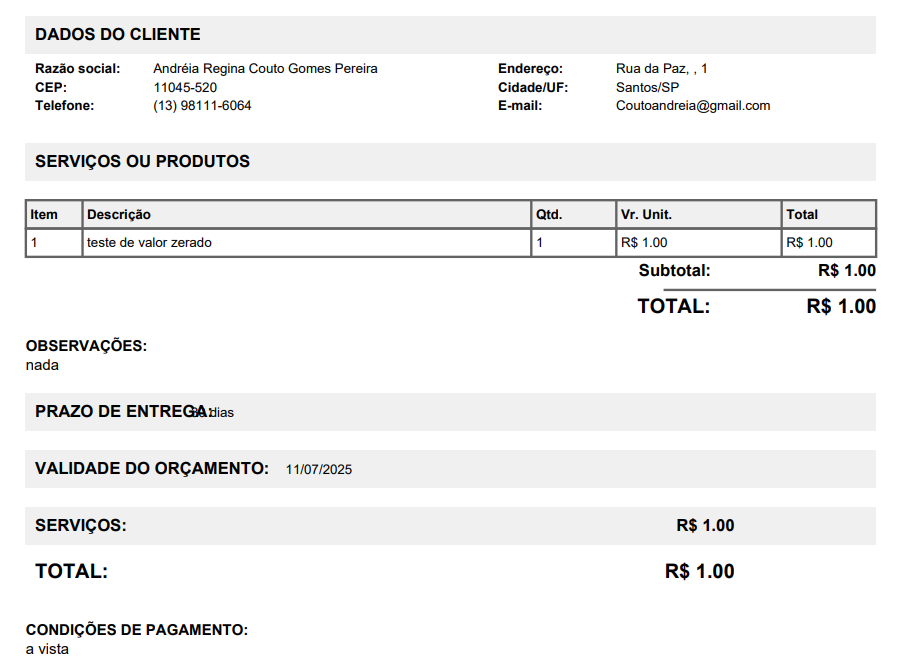 DADOS DO CLIENTE
Razão social: Andréia Regina Couto Gomes Pereira Endereço: Rua da Paz, , 1
CEP: 11045-520 Cidade/UF: Santos/SP
Telefone: (13) 98111-6064 E-mail: Coutoandreia@gmail.com
SERVIÇOS OU PRODUTOS
Item Descrição Qtd. Vr. Unit. Total
1 teste de valor zerado 1 R$ 1.00 R$ 1.00
Subtotal: R$ 1.00
TOTAL: R$ 1.00
OBSERVAÇÕES:
nada
PRAZO DE ENTREGA: dias
VALIDADE DO ORÇAMENTO: 11/07/2025
SERVIÇOS: R$ 1.00
TOTAL: R$ 1.00
CONDIÇÕES DE PAGAMENTO:
a vista